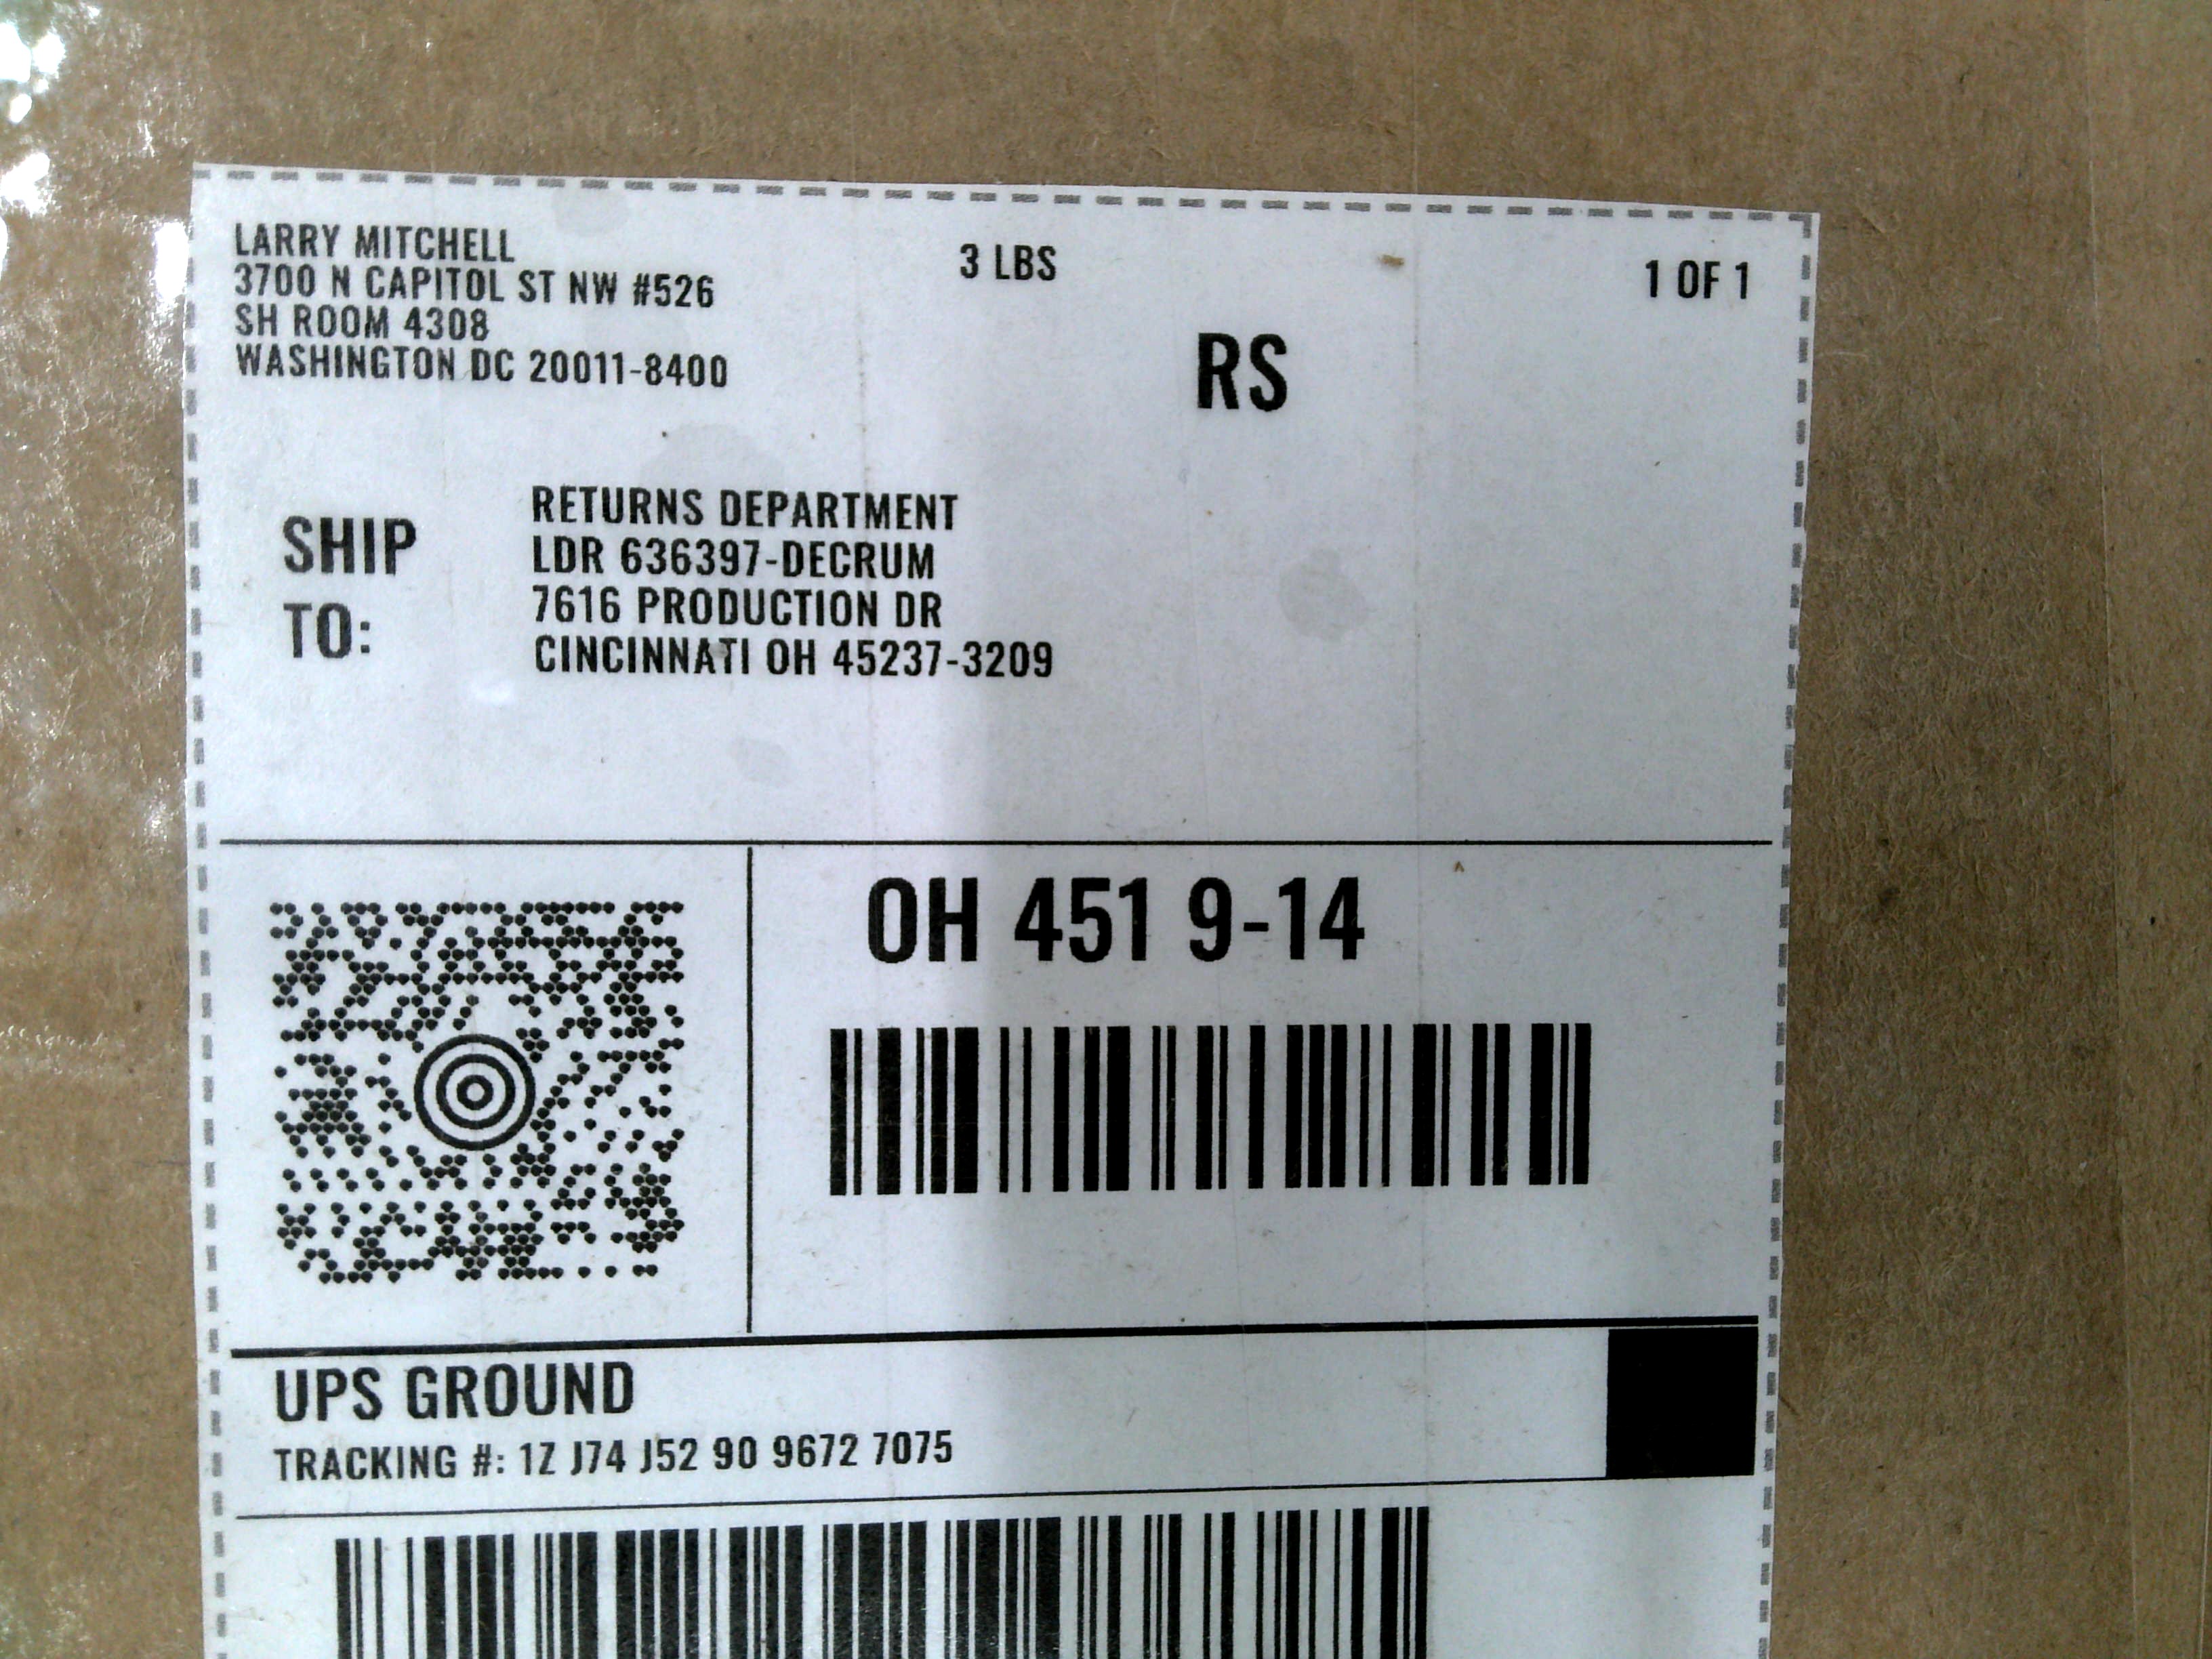 LARRY MITCHELL
3700 N CAPITOL ST NW #526
SH ROOM 4308
WASHINGTON DC 20011-8400
3 LBS
1 OF 1
RS
SHIP
TO:
RETURNS DEPARTMENT
LDR 636397-DECRUM
7616 PRODUCTION DR
CINCINNATI OH 45237-3209
OH 451 9-14
UPS GROUND
TRACKING #: 1Z J74 J52 90 9672 7075